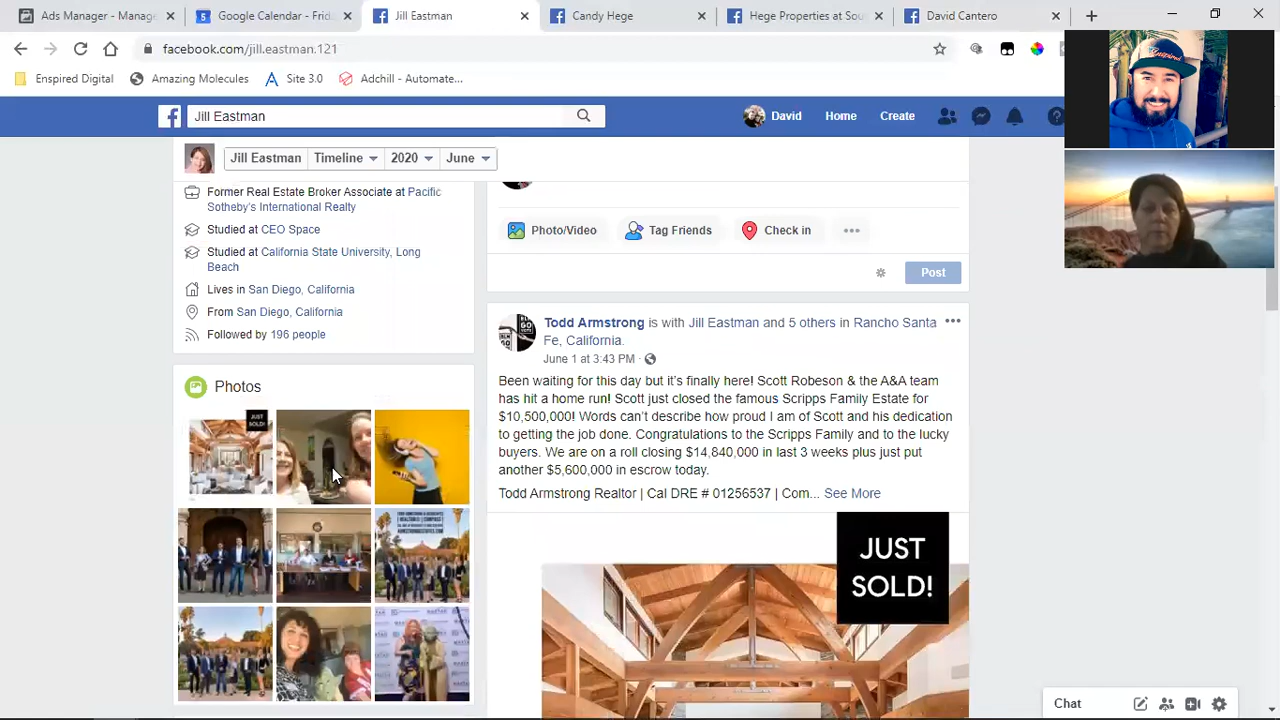 Ads Manager - Manage
Google Calendar - Frid
Jill Eastman
Candy Hege
Hege Properties at Sou
David Cantero
facebook.com/jill.eastman.121
Enspired Digital
Amazing Molecules
Site 3.0
Adchill - Automate...
Jill Eastman
David
Home
Create
Jill Eastman
Timeline
2020
June
Former Real Estate Broker Associate at Pacific
Sotheby's International Realty
Studied at CEO Space
Studied at California State University, Long
Beach
Lives in San Diego, California
From San Diego, California
Followed by 196 people
Photos
JUST
SOLD!
Photo/Video
Tag Friends
Check in
Post
Todd Armstrong is with Jill Eastman and 5 others in Rancho Santa
Fe, California.
June 1 at 3:43 PM ·
Been waiting for this day but it's finally here! Scott Robeson & the A&A team
has hit a home run! Scott just closed the famous Scripps Family Estate for
$10,500,000! Words can't describe how proud I am of Scott and his dedication
to getting the job done. Congratulations to the Scripps Family and to the lucky
buyers. We are on a roll closing $14,840,000 in last 3 weeks plus just put
another $5,600,000 in escrow today.
Todd Armstrong Realtor | Cal DRE # 01256537 | Com... See More
JUST
SOLD!
Chat